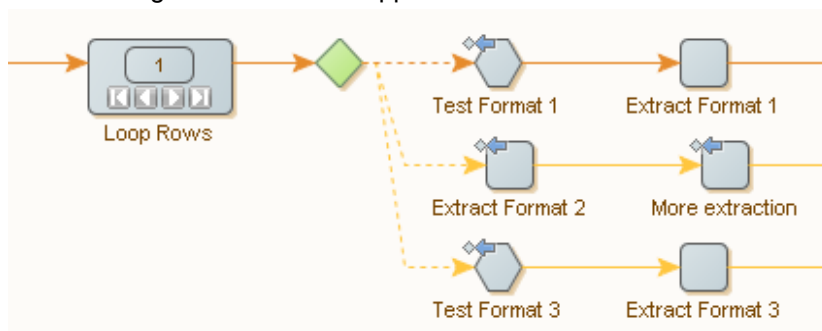 1
Loop Rows
Test Format 1
Extract Format 1
Extract Format 2
More extraction
Test Format 3
Extract Format 3